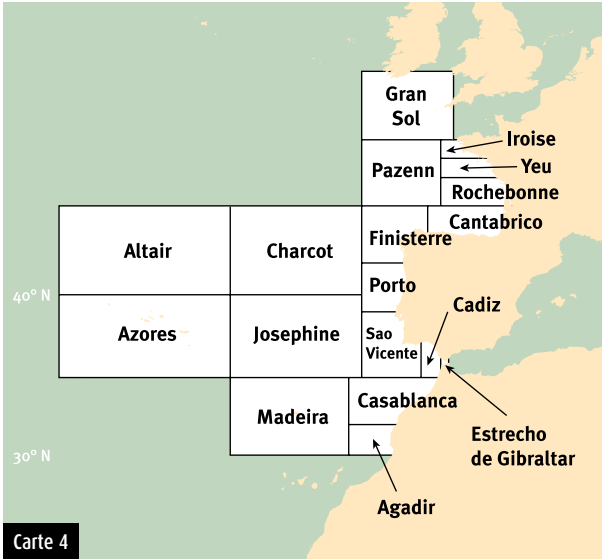 Gran
Sol
Iroise
Pazenn
Yeu
Rochebonne
Cantabrico
Finisterre
Altair
Charcot
40° N
Porto
Cadiz
Azores
Josephine
Sao
Vicente
Casablanca
Madeira
Estrecho
de Gibraltar
30° N
Agadir
Carte 4